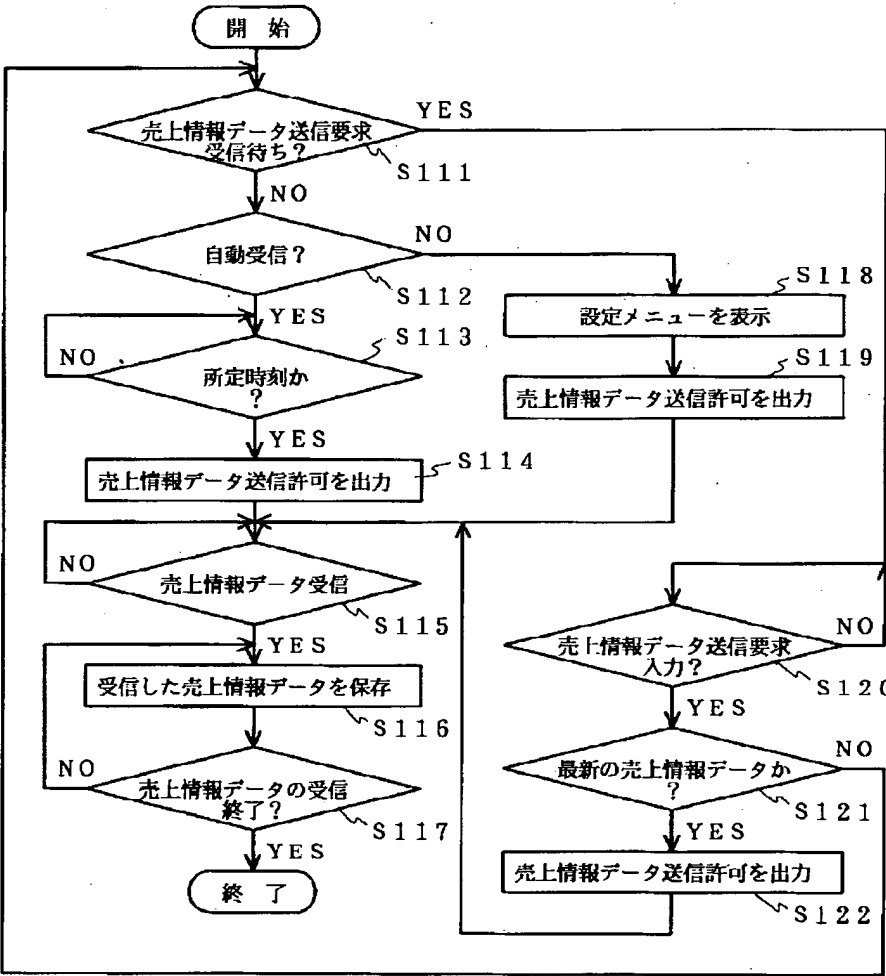 開 始
YES
売上情報データ送信要求
受信待ち?
S111
NO
自動受信?
NO
S112
YES
S118
設定メニューを表示
S113
NO
所定時刻か
?
YES
S119
売上情報データ送信許可を出力
S114
売上情報データ送信許可を出力
NO
売上情報データ受信
S115
YES
受信した売上情報データを保存
S116
NO
売上情報データの受信
終了?
S117
YES
終 了
売上情報データ送信要求
入力?
NO
S120
YES
最新の売上情報データか
?
NO
S121
YES
売上情報データ送信許可を出力
S122